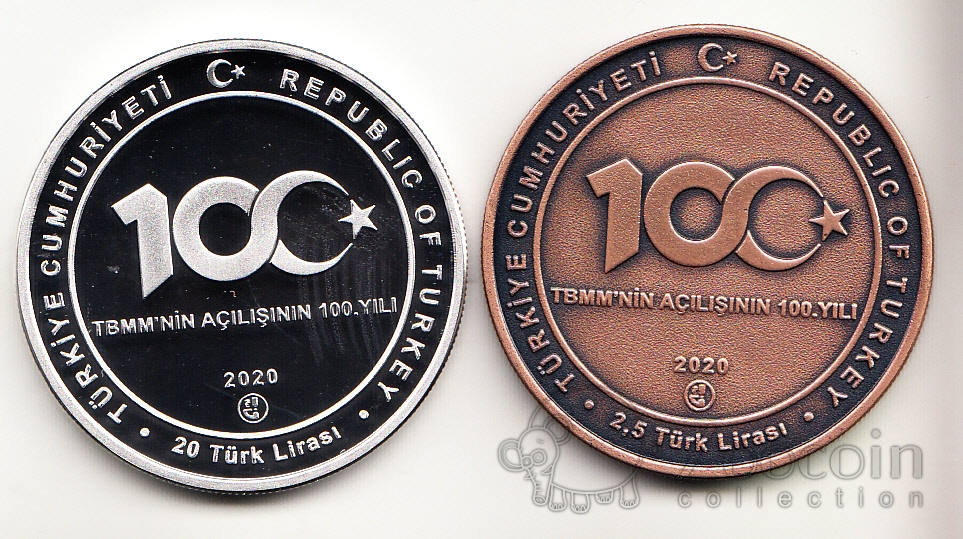 TÜRKİYE CUMHURİYETİ
REPUBLIC OF TURKEY
100
TBMM'NİN AÇILIŞININ 100.YILI
2020
20 Türk Lirası
TÜRKİYE CUMHURİYETİ
REPUBLIC OF TURKEY
100
TBMM'NİN AÇILIŞININ 100.YILI
2020
2,5 Türk Lirası
collection